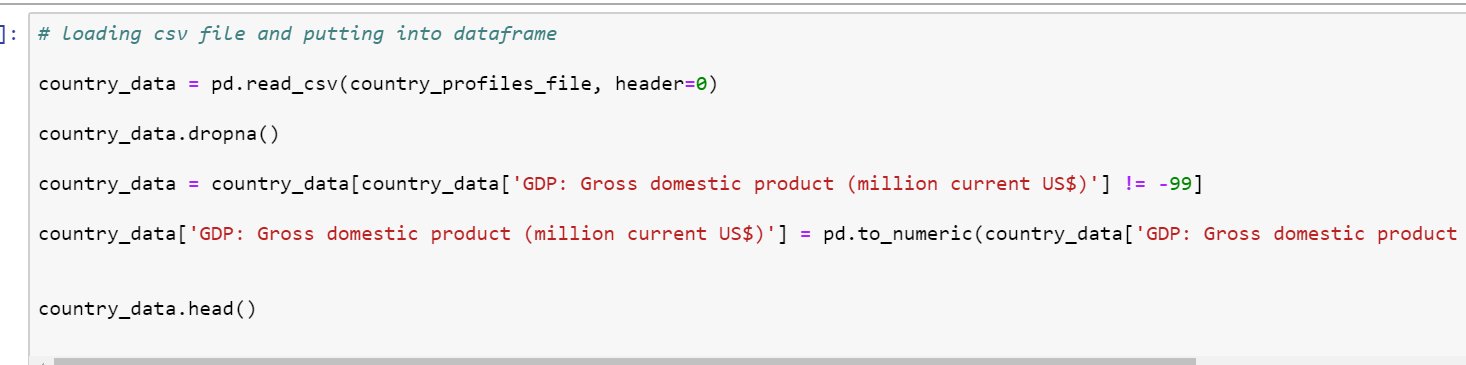 ]:
# loading csv file and putting into dataframe
country_data = pd.read_csv(country_profiles_file, header=0)
country_data.dropna()
country_data = country_data[country_data['GDP: Gross domestic product (million current US$)'] != -99]
country_data['GDP: Gross domestic product (million current US$)'] = pd.to_numeric(country_data['GDP: Gross domestic product
country_data.head()